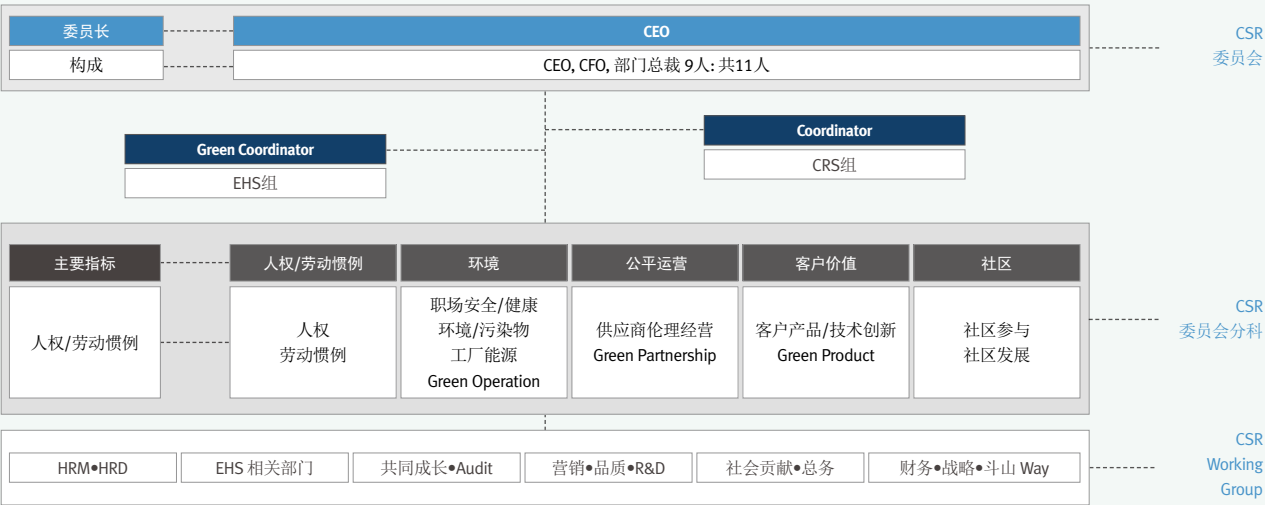 委员长
CEO
CSR
委员会
构成
CEO, CFO, 部门总裁 9人: 共11人
Green Coordinator
EHS组
Coordinator
CRS组
主要指标
人权/劳动惯例
环境
公平运营
客户价值
社区
人权/劳动惯例
人权
劳动惯例
职场安全/健康
环境/污染物
工厂能源
Green Operation
供应商伦理经营
Green Partnership
客户产品/技术创新
Green Product
社区参与
社区发展
CSR
委员会分科
HRM•HRD
EHS 相关部门
共同成长•Audit
营销•品质•R&D
社会贡献•总务
财务•战略•斗山 Way
CSR
Working
Group